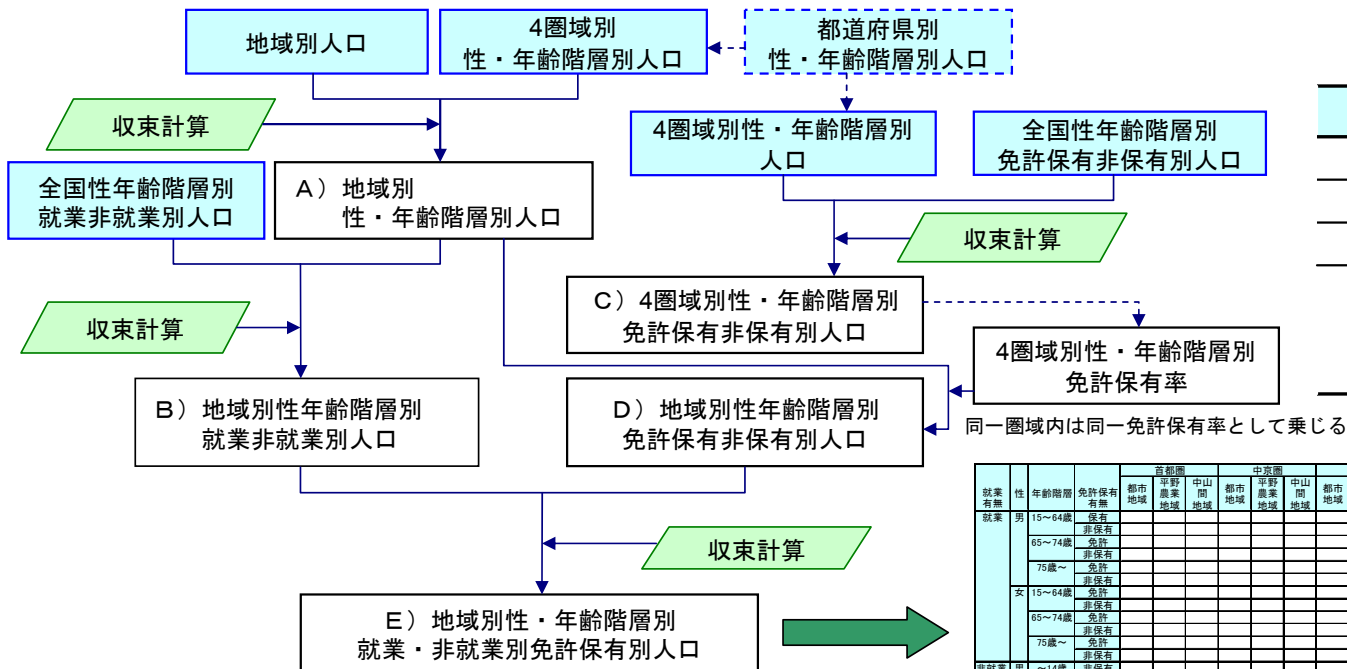 地域別人口
4圏域別
性・年齢階層別人口
都道府県別
性・年齢階層別人口
収束計算
4圏域別性・年齢階層別
人口
全国性年齢階層別
免許保有非保有別人口
全国性年齢階層別
就業非就業別人口
A）地域別
性・年齢階層別人口
収束計算
C）4圏域別性・年齢階層別
免許保有非保有別人口
収束計算
4圏域別性・年齢階層別
免許保有率
B）地域別性年齢階層別
就業非就業別人口
D）地域別性年齢階層別
免許保有非保有別人口
同一圏域内は同一免許保有率として乗じる
収束計算
E）地域別性・年齢階層別
就業・非就業別免許保有別人口
首都圏 中京圏
就業有無 性 年齢階層 免許保有有無 都市地域 平野農業地域 中山間地域 都市地域 平野農業地域 中山間地域 都市地域
就業 男 15～64歳 保有
非保有
65～74歳 免許
非保有
75歳～ 免許
非保有
女 15～64歳 免許
非保有
65～74歳 免許
非保有
75歳～ 免許
非保有
非就業 男 ～14歳 非保有